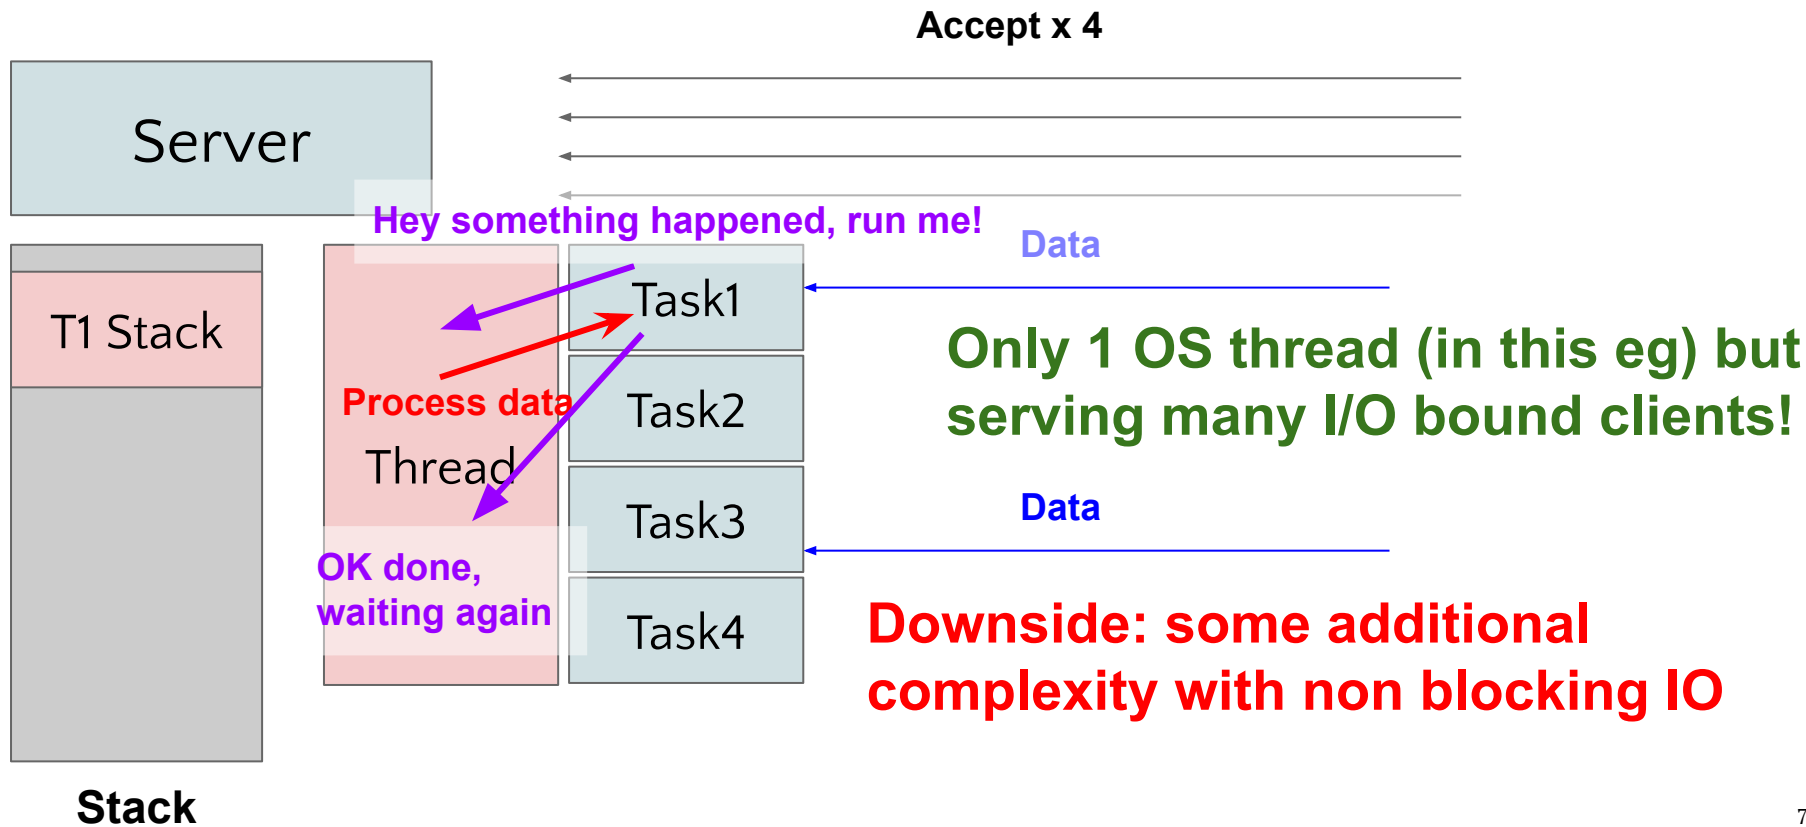 Accept x 4
Server
Hey something happened, run me!
Data
Task1
T1 Stack
Only 1 OS thread (in this eg) but
serving many I/O bound clients!
Process data
Task2
Thread
Data
Task3
OK done,
waiting again
Task4
Downside: some additional
complexity with non blocking IO
Stack
7